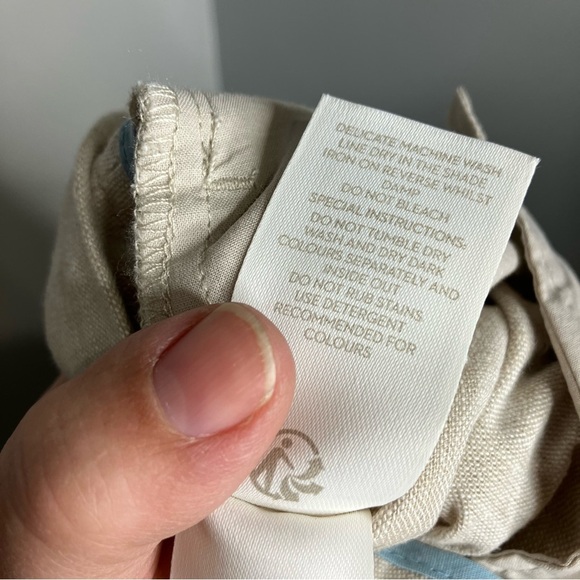 DELICATE MACHINE WASH
LINE DRY IN THE SHADE
IRON ON REVERSE WHILST
DAMP
DO NOT BLEACH
SPECIAL INSTRUCTIONS:
DO NOT TUMBLE DRY
WASH AND DRY DARK
COLOURS SEPARATELY AND
INSIDE OUT
DO NOT RUB STAINS
USE DETERGENT
RECOMMENDED FOR
COLOURS